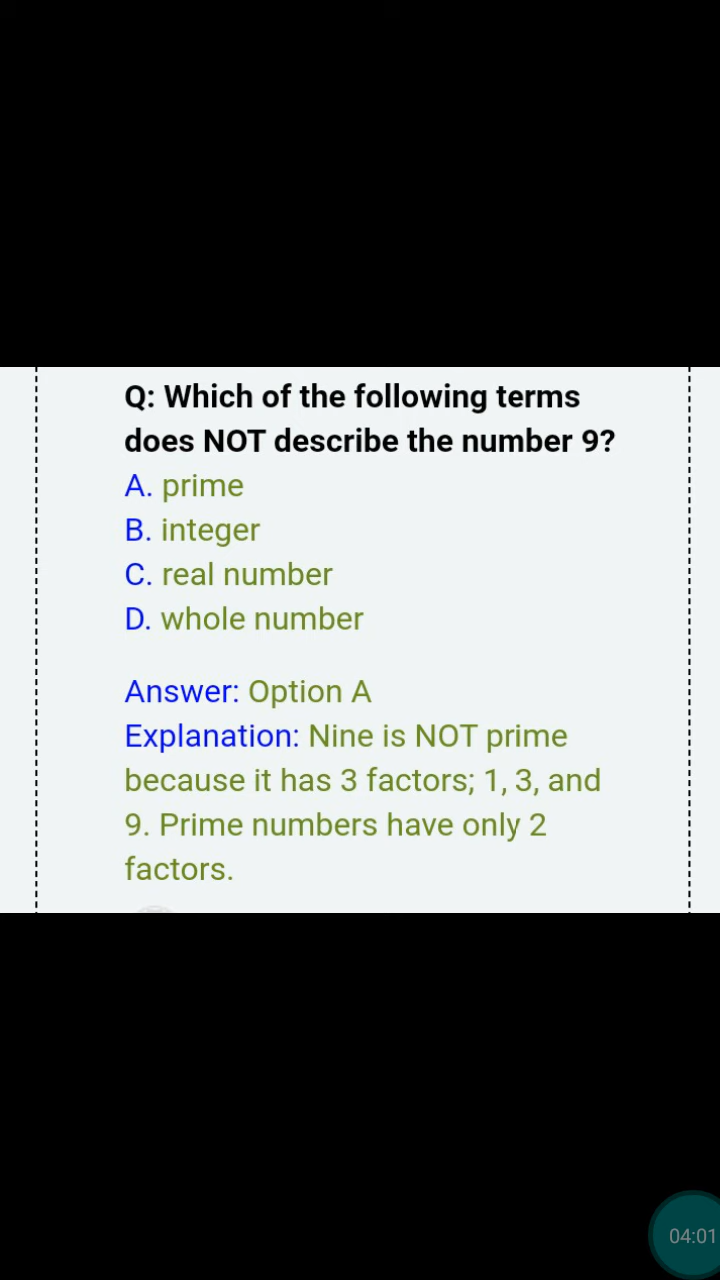 Q: Which of the following terms
does NOT describe the number 9?
A. prime
B. integer
C. real number
D. whole number
Answer: Option A
Explanation: Nine is NOT prime
because it has 3 factors; 1, 3, and
9. Prime numbers have only 2
factors.
04:01